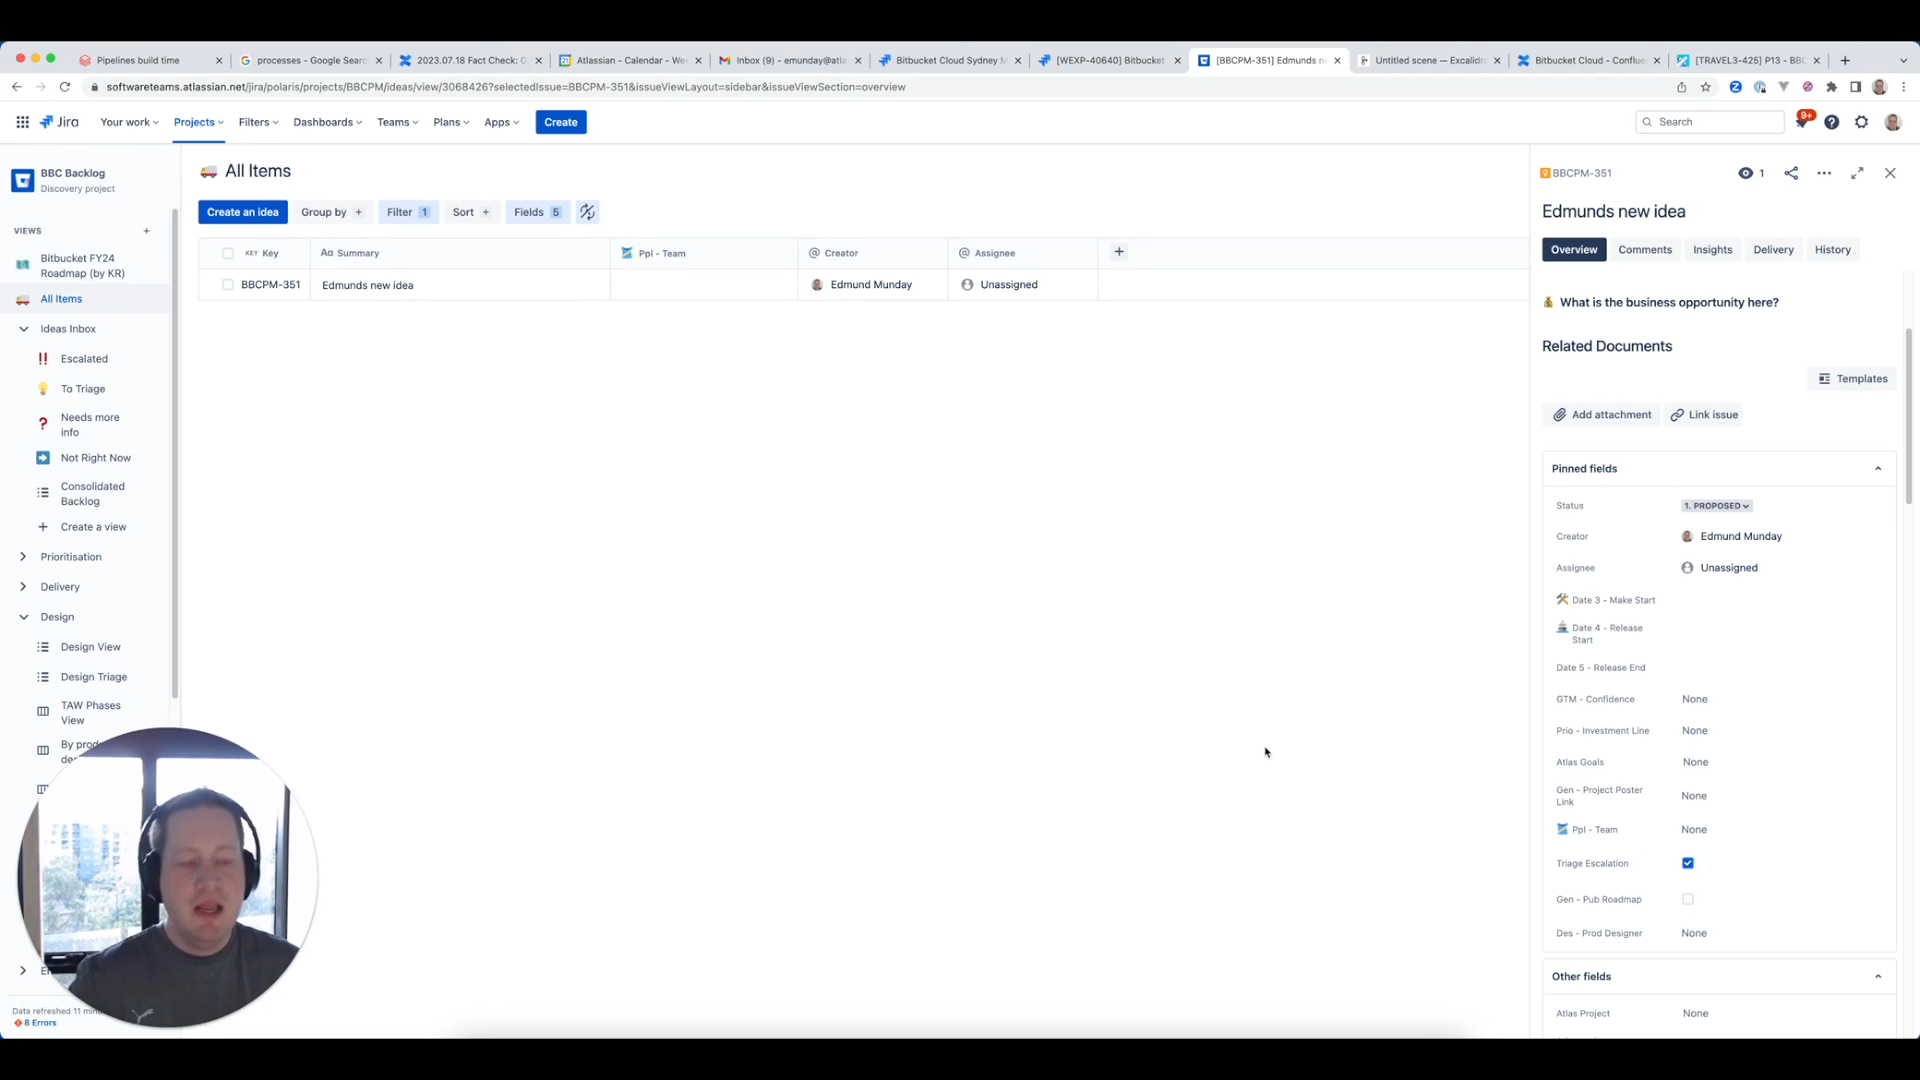 Pipelines build time
processes - Google Searc
2023.07.18 Fact Check: G
Atlassian - Calendar - We
Inbox (9) - emunday@atla
Bitbucket Cloud Sydney M
[WEXP-40640] Bitbucket
[BBCPM-351] Edmunds n
Untitled scene — Excalidra
Bitbucket Cloud - Conflue
[TRAVEL3-425] P13 - BBC
softwareteams.atlassian.net/jira/polaris/projects/BBCPM/ideas/view/3068426?selectedIssue=BBCPM-351&issueViewLayout=sidebar&issueViewSection=overview
Jira
Your work
Projects
Filters
Dashboards
Teams
Plans
Apps
Create
Search
9+
BBC Backlog
Discovery project
VIEWS
Bitbucket FY24
Roadmap (by KR)
All Items
Ideas Inbox
Escalated
To Triage
Needs more
info
Not Right Now
Consolidated
Backlog
Create a view
Prioritisation
Delivery
Design
Design View
Design Triage
TAW Phases
View
By prod
Data refreshed 11 min
8 Errors
All Items
Create an idea
Group by +
Filter 1
Sort +
Fields 5
KEY Key
Aa Summary
Ppl - Team
@ Creator
@ Assignee
+
BBCPM-351
Edmunds new idea
Edmund Munday
Unassigned
BBCPM-351
1
Edmunds new idea
Overview
Comments
Insights
Delivery
History
What is the business opportunity here?
Related Documents
Templates
Add attachment
Link issue
Pinned fields
Status
1. PROPOSED
Creator
Edmund Munday
Assignee
Unassigned
Date 3 - Make Start
Date 4 - Release
Start
Date 5 - Release End
GTM - Confidence
None
Prio - Investment Line
None
Atlas Goals
None
Gen - Project Poster
Link
None
Ppl - Team
None
Triage Escalation
Gen - Pub Roadmap
Des - Prod Designer
None
Other fields
Atlas Project
None